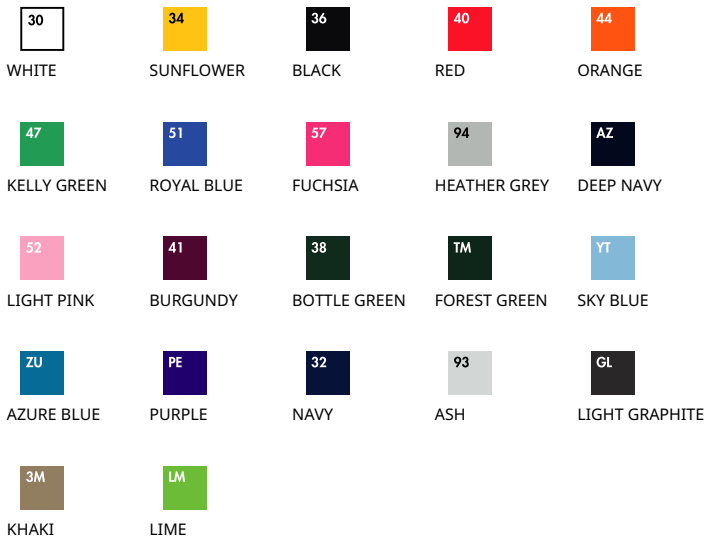 30 34 36 40 44
WHITE SUNFLOWER BLACK RED ORANGE
47 51 57 94 AZ
KELLY GREEN ROYAL BLUE FUCHSIA HEATHER GREY DEEP NAVY
52 41 38 TM YT
LIGHT PINK BURGUNDY BOTTLE GREEN FOREST GREEN SKY BLUE
ZU PE 32 93 GL
AZURE BLUE PURPLE NAVY ASH LIGHT GRAPHITE
3M LM
KHAKI LIME